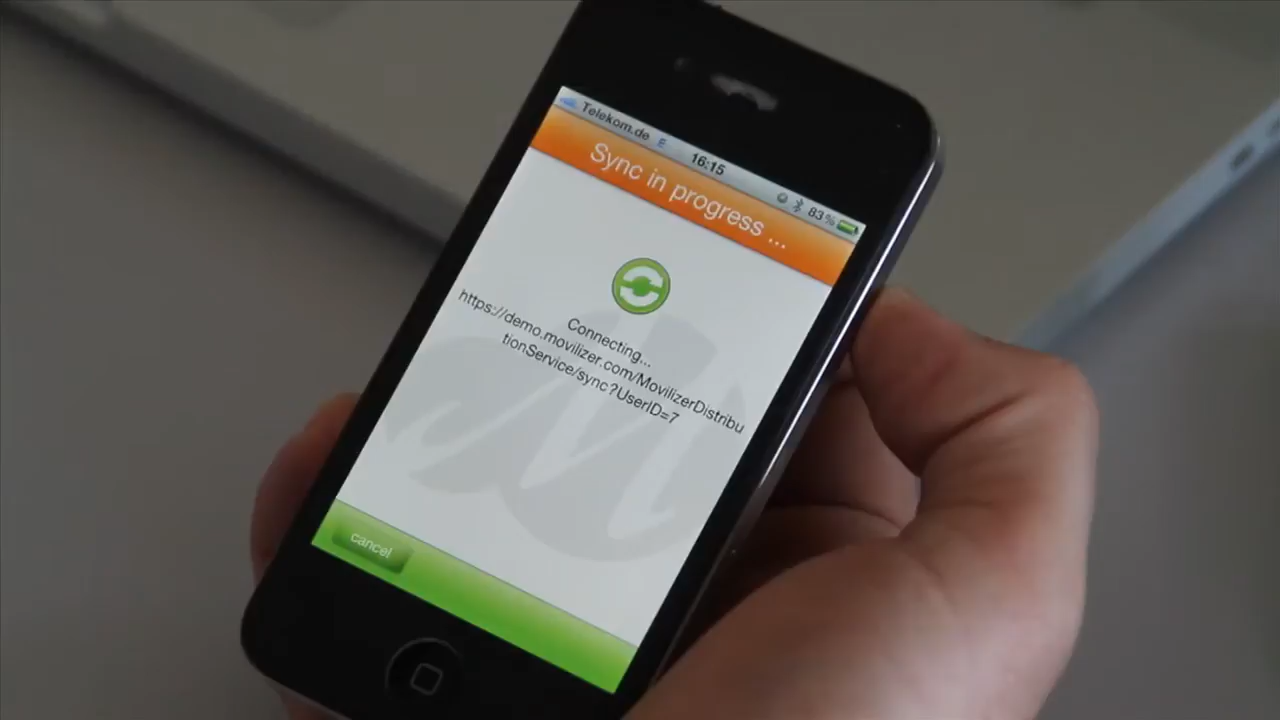 Telekom.de E 16:15 83%
Sync in progress ...
Connecting...
https://demo.movilizer.com/MovilizerDistribu
tionService/sync?UserID=7
cancel